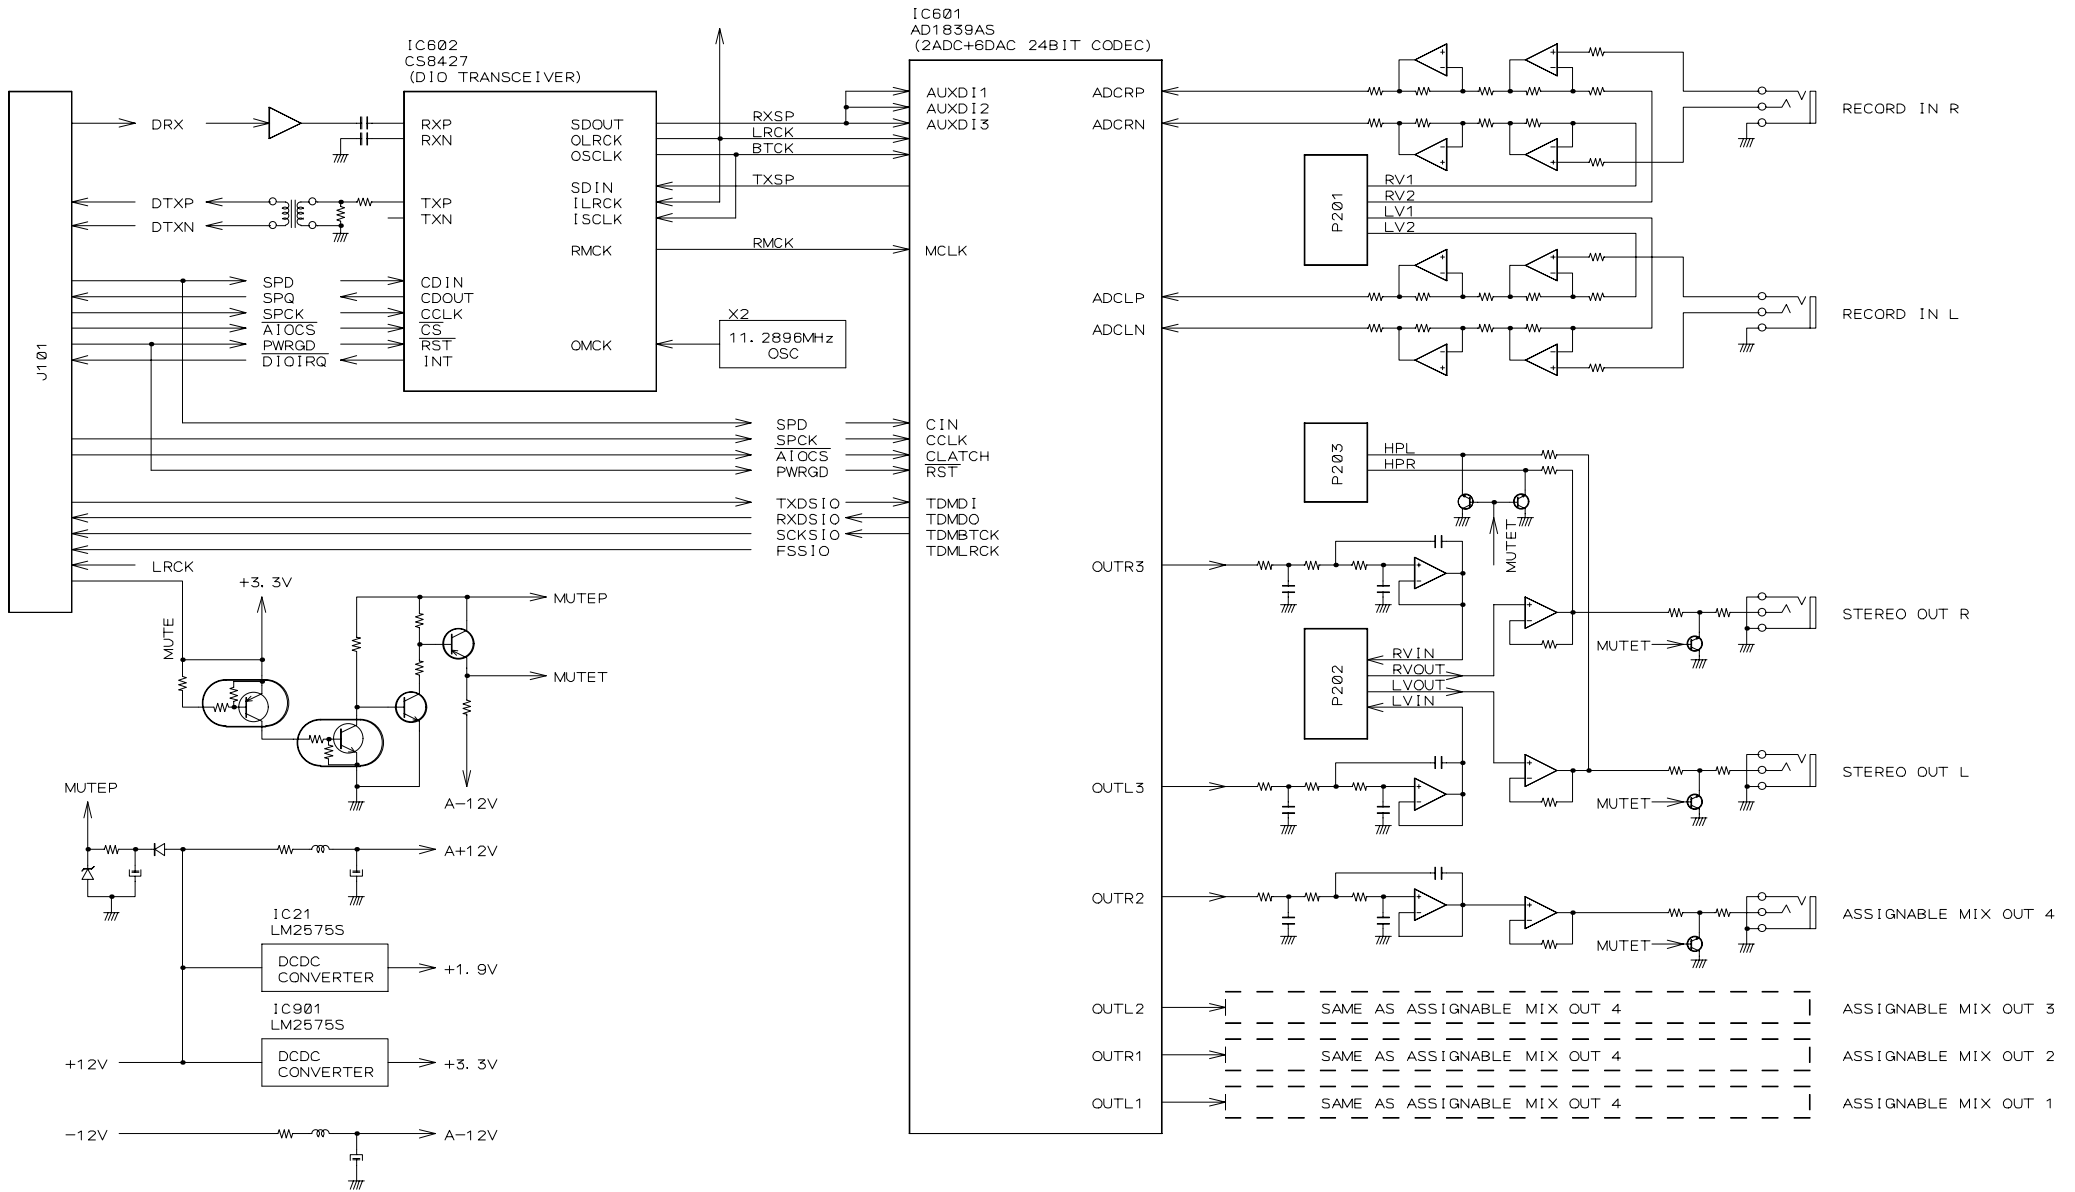 IC601
AD1839AS
(2ADC+6DAC 24BIT CODEC)
IC602
CS8427
(DIO TRANSCEIVER)
J101
DRX
DTXP
DTXN
SPD
SPQ
SPCK
AIOCS
PWRGD
DIOIRQ
RXP
RXN
TXP
TXN
CDIN
CDOUT
CCLK
CS
RST
INT
SDOUT
OLRCK
OSCLK
SDIN
ILRCK
ISCLK
RMCK
OMCK
RXSP
LRCK
BTCK
TXSP
RMCK
X2
11.2896MHz
OSC
AUXDI1
AUXDI2
AUXDI3
MCLK
SPD
SPCK
AIOCS
PWRGD
TXDSIO
RXDSIO
SCKSIO
FSSIO
CIN
CCLK
CLATCH
RST
TDMDI
TDMDO
TDMBTCK
TDMLRCK
ADCRP
ADCRN
ADCLP
ADCLN
OUTR3
OUTL3
OUTR2
OUTL2
OUTR1
OUTL1
P201
RV1
RV2
LV1
LV2
RECORD IN R
RECORD IN L
P203
HPL
HPR
MUTET
P202
RVIN
RVOUT
LVOUT
LVIN
MUTET
STEREO OUT R
MUTET
STEREO OUT L
MUTET
ASSIGNABLE MIX OUT 4
SAME AS ASSIGNABLE MIX OUT 4
ASSIGNABLE MIX OUT 3
SAME AS ASSIGNABLE MIX OUT 4
ASSIGNABLE MIX OUT 2
SAME AS ASSIGNABLE MIX OUT 4
ASSIGNABLE MIX OUT 1
LRCK
+3.3V
MUTE
MUTEP
MUTET
A-12V
MUTEP
A+12V
IC21
LM2575S
DCDC
CONVERTER
+1.9V
IC901
LM2575S
+12V
DCDC
CONVERTER
+3.3V
-12V
A-12V